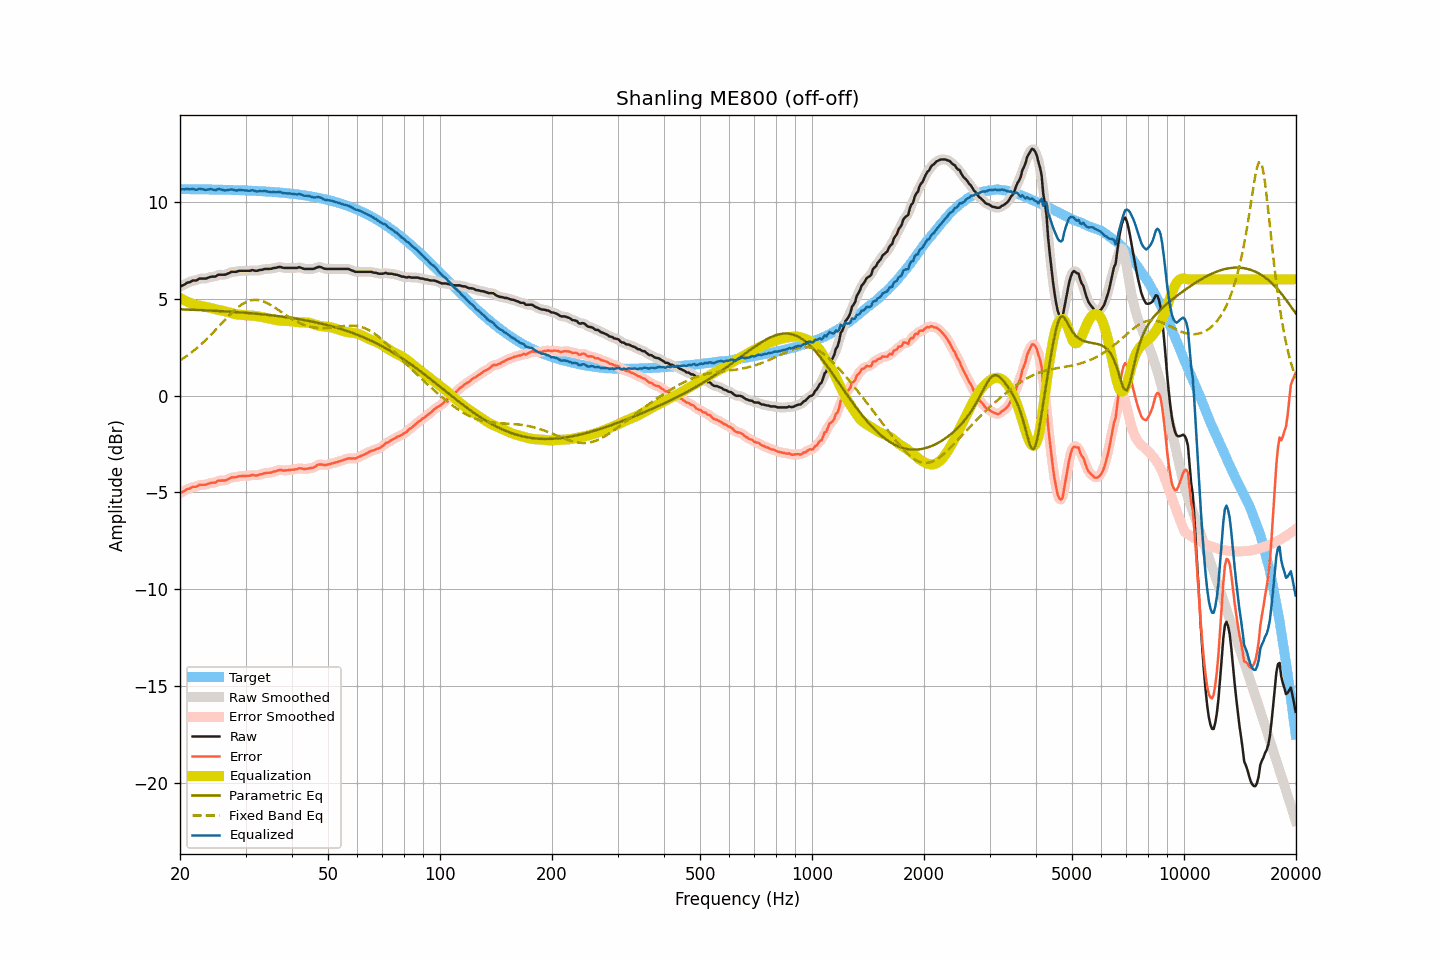 Shanling ME800 (off-off)
Amplitude (dBr)
10
5
0
−5
−10
−15
−20
Target
Raw Smoothed
Error Smoothed
Raw
Error
Equalization
Parametric Eq
Fixed Band Eq
Equalized
20 50 100 200 500 1000 2000 5000 10000 20000
Frequency (Hz)